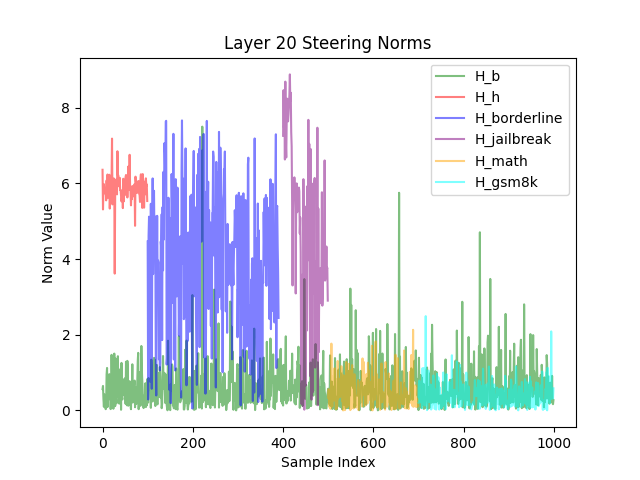 Layer 20 Steering Norms
H_b
H_h
H_borderline
H_jailbreak
H_math
H_gsm8k
8
6
4
2
0
Norm Value
0 200 400 600 800 1000
Sample Index